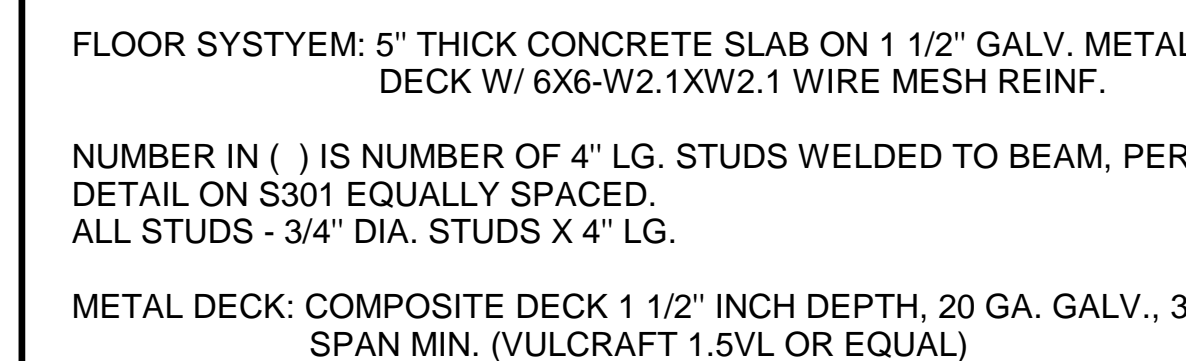 FLOOR SYSTYEM: 5" THICK CONCRETE SLAB ON 1 1/2" GALV. METAL
DECK W/ 6X6-W2.1XW2.1 WIRE MESH REINF.
NUMBER IN ( ) IS NUMBER OF 4" LG. STUDS WELDED TO BEAM, PER
DETAIL ON S301 EQUALLY SPACED.
ALL STUDS - 3/4" DIA. STUDS X 4" LG.
METAL DECK: COMPOSITE DECK 1 1/2" INCH DEPTH, 20 GA. GALV., 3
SPAN MIN. (VULCRAFT 1.5VL OR EQUAL)